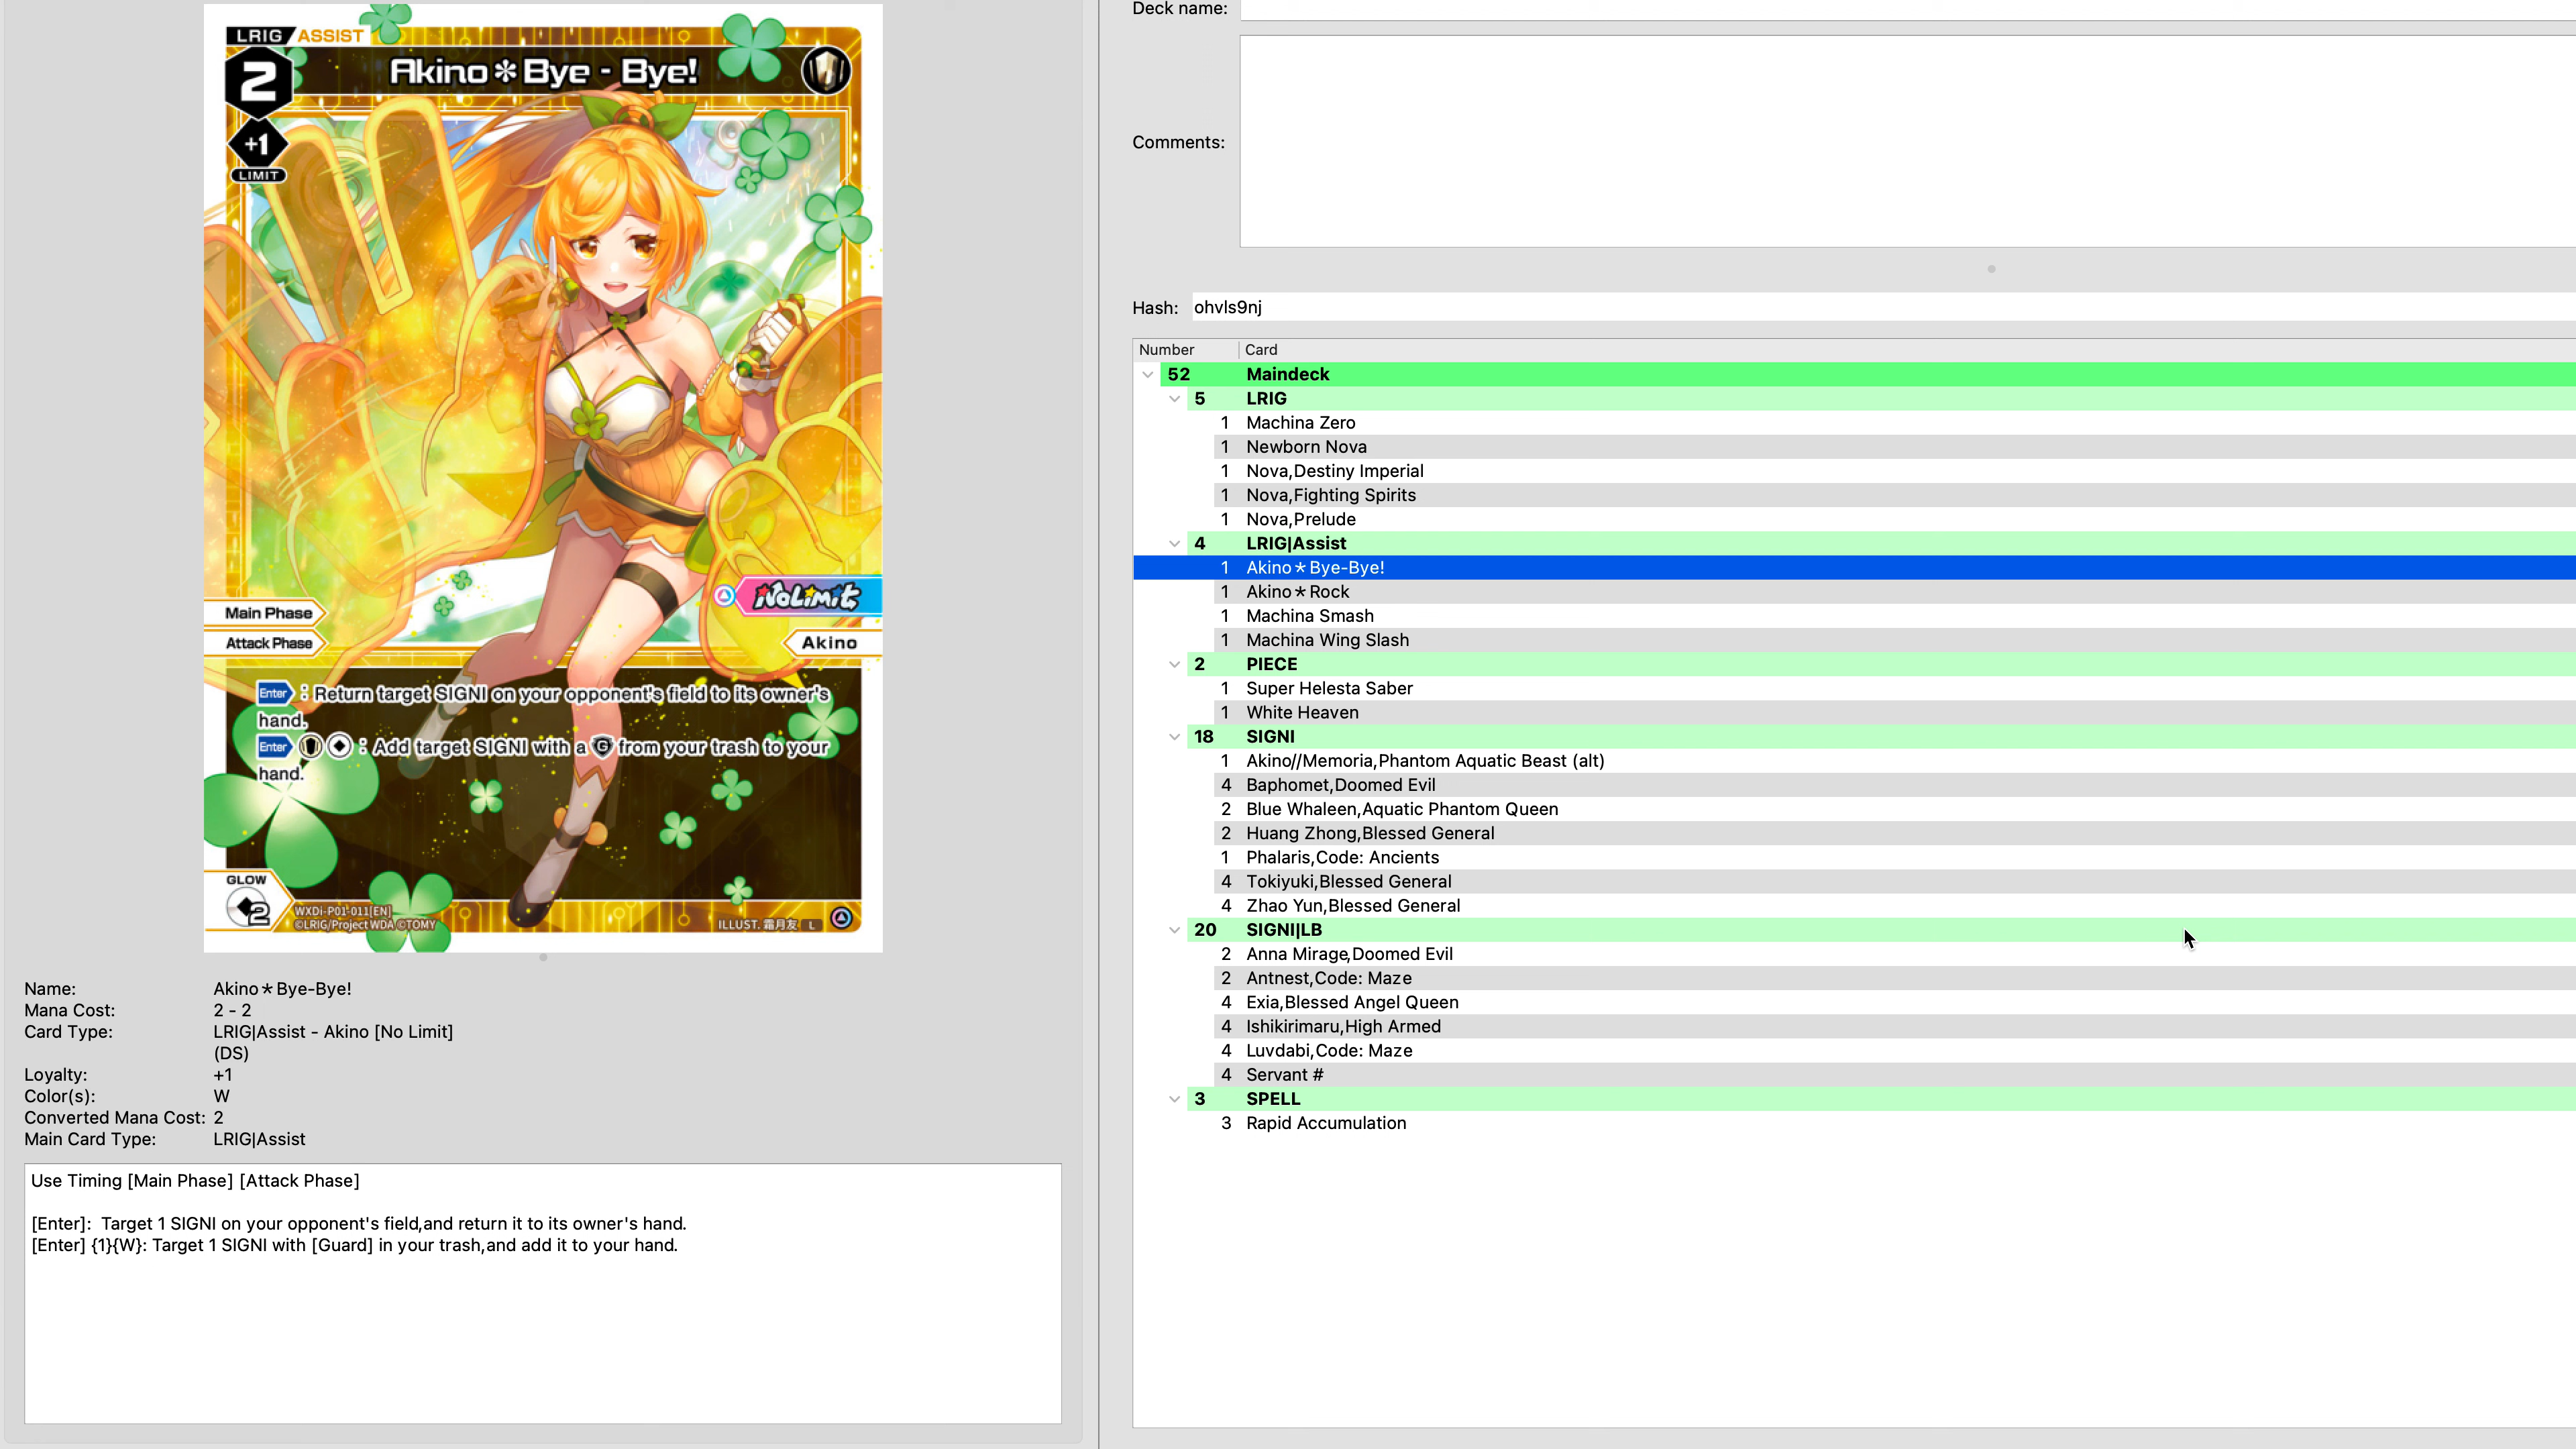 LRIG ASSIST
2
Akino＊Bye - Bye!
+1
LIMIT
NoLimit
Main Phase
Attack Phase
Akino
Enter : Return target SIGNI on your opponent's field to its owner's
hand.
Enter : Add target SIGNI with a G from your trash to your
hand.
GLOW
2
WXDi-P01-011[EN]
©LRIG/Project WDA ©TOMY
ILLUST. 霜月友 L
Name: Akino＊Bye-Bye!
Mana Cost: 2 - 2
Card Type: LRIG|Assist - Akino [No Limit]
(DS)
Loyalty: +1
Color(s): W
Converted Mana Cost: 2
Main Card Type: LRIG|Assist
Use Timing [Main Phase] [Attack Phase]
[Enter]: Target 1 SIGNI on your opponent's field,and return it to its owner's hand.
[Enter] {1}{W}: Target 1 SIGNI with [Guard] in your trash,and add it to your hand.
Deck name:
Comments:
Hash: ohvls9nj
Number Card
52 Maindeck
5 LRIG
1 Machina Zero
1 Newborn Nova
1 Nova,Destiny Imperial
1 Nova,Fighting Spirits
1 Nova,Prelude
4 LRIG|Assist
1 Akino＊Bye-Bye!
1 Akino＊Rock
1 Machina Smash
1 Machina Wing Slash
2 PIECE
1 Super Helesta Saber
1 White Heaven
18 SIGNI
1 Akino//Memoria,Phantom Aquatic Beast (alt)
4 Baphomet,Doomed Evil
2 Blue Whaleen,Aquatic Phantom Queen
2 Huang Zhong,Blessed General
1 Phalaris,Code: Ancients
4 Tokiyuki,Blessed General
4 Zhao Yun,Blessed General
20 SIGNI|LB
2 Anna Mirage,Doomed Evil
2 Antnest,Code: Maze
4 Exia,Blessed Angel Queen
4 Ishikirimaru,High Armed
4 Luvdabi,Code: Maze
4 Servant #
3 SPELL
3 Rapid Accumulation